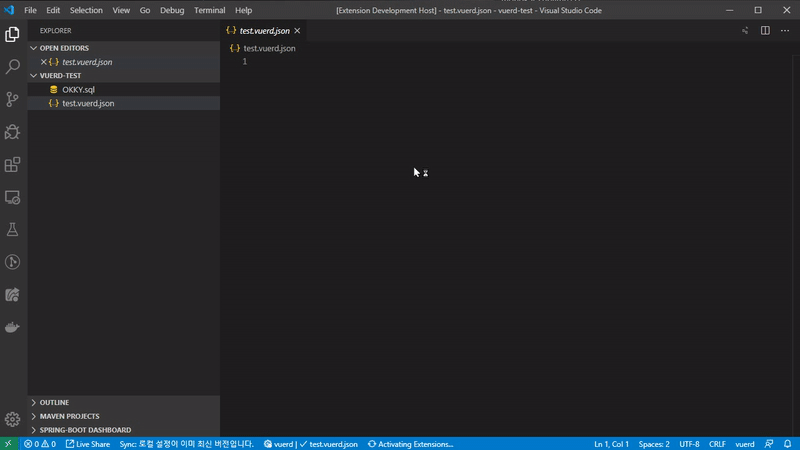 File Edit Selection View Go Debug Terminal Help [Extension Development Host] - test.vuerd.json - vuerd-test - Visual Studio Code
EXPLORER
{.} test.vuerd.json
OPEN EDITORS
{.} test.vuerd.json
{.} test.vuerd.json
VUERD-TEST
1
OKKY.sql
{.} test.vuerd.json
OUTLINE
MAVEN PROJECTS
SPRING-BOOT DASHBOARD
0 0 Live Share Sync: 로컬 설정이 이미 최신 버전입니다. vuerd | ✓ test.vuerd.json Activating Extensions... Ln 1, Col 1 Spaces: 2 UTF-8 CRLF vuerd